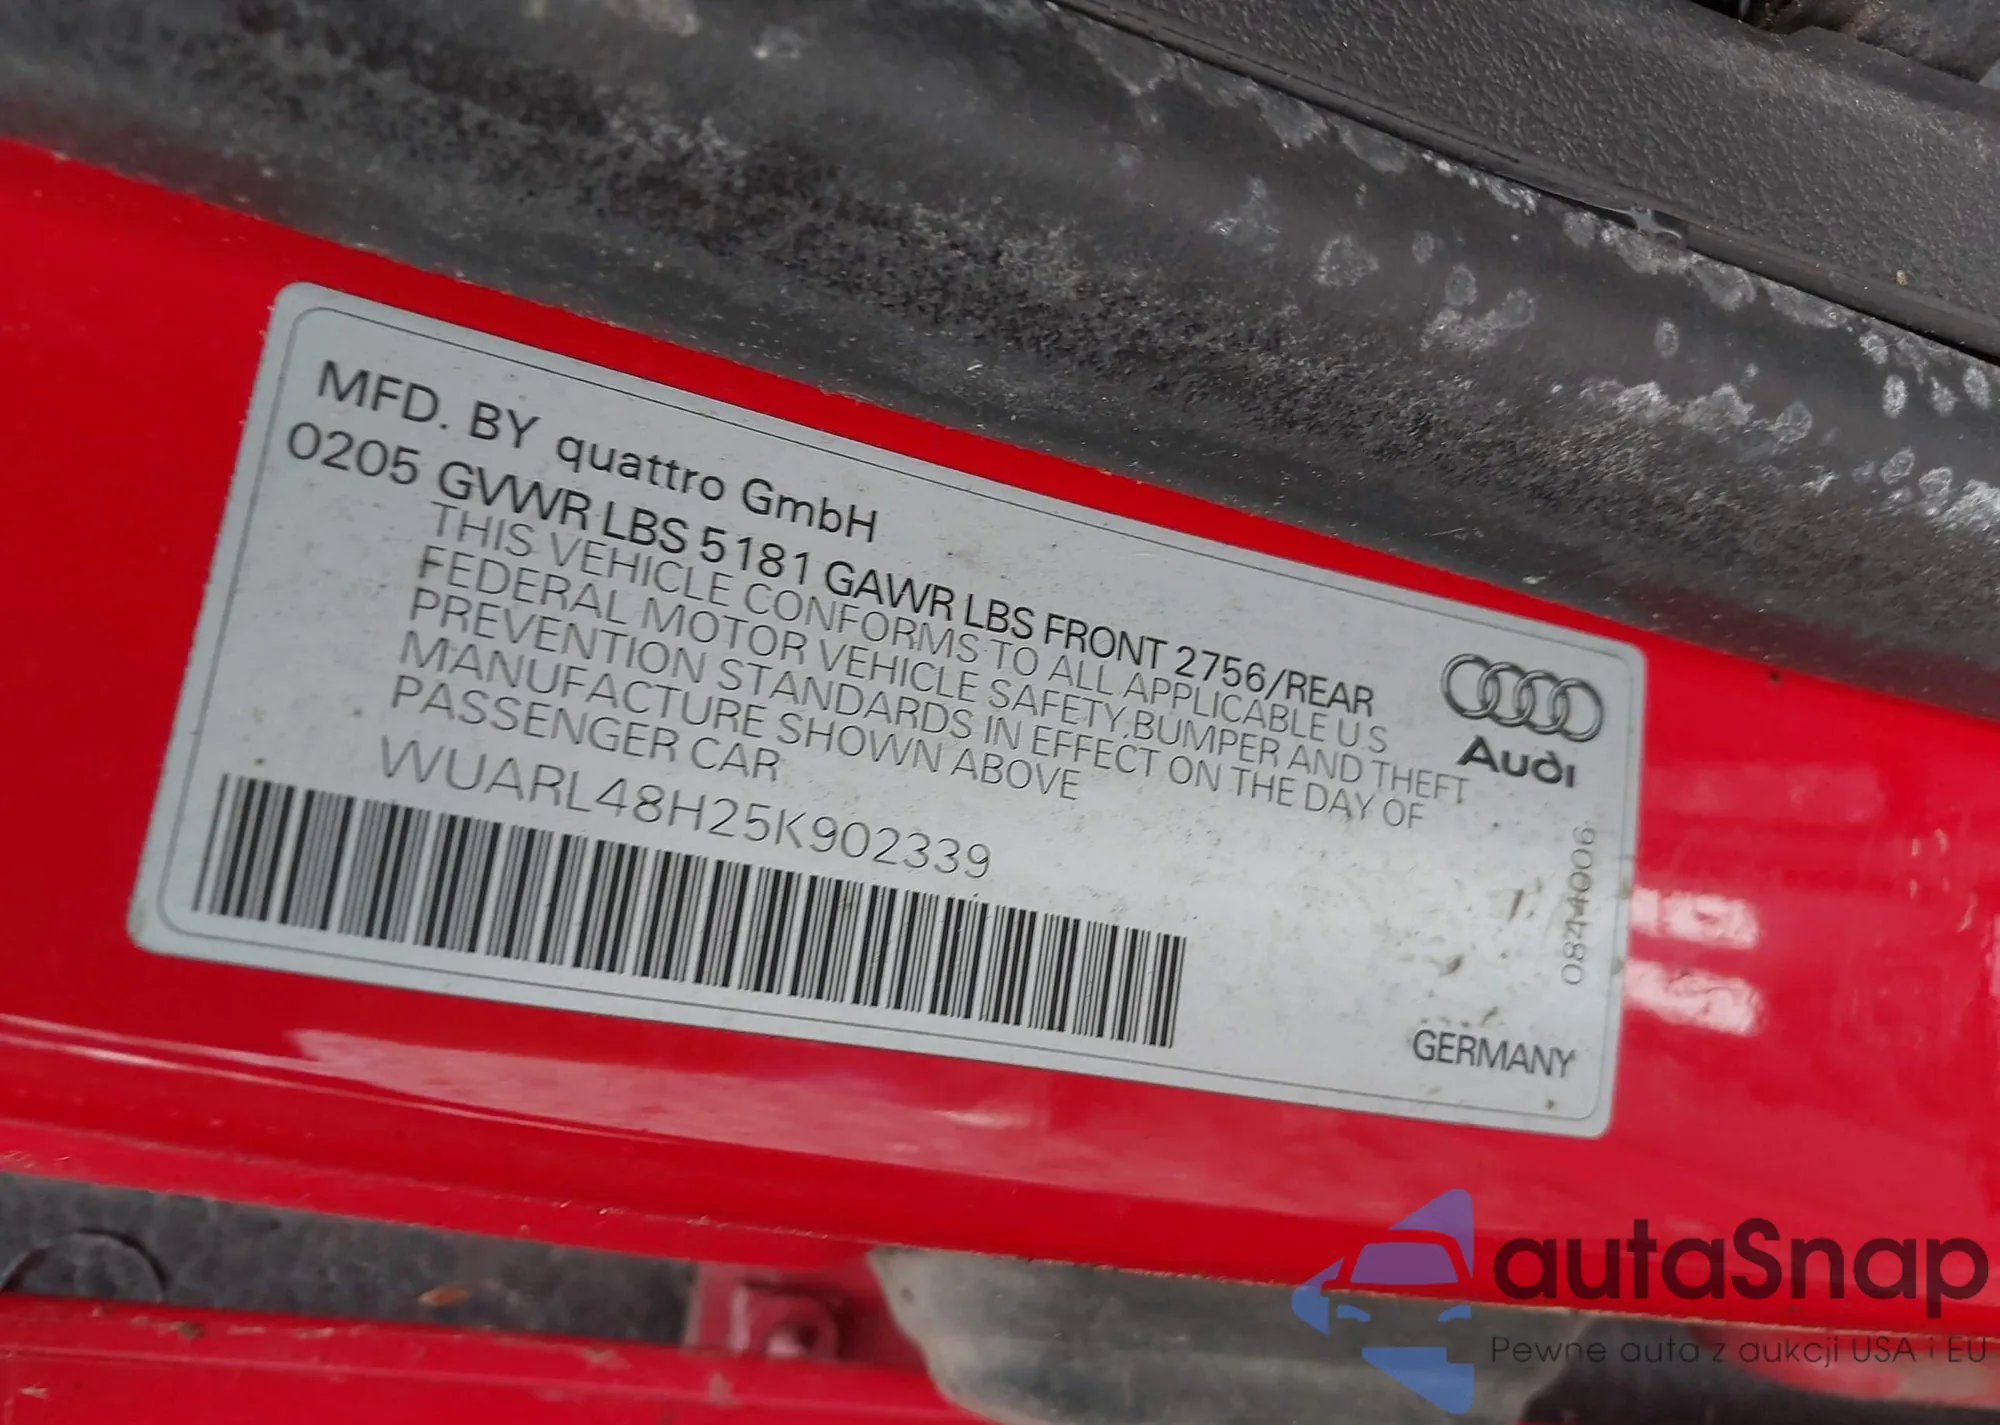 MFD. BY quattro GmbH
0205 GVWR LBS 5181 GAWR LBS FRONT 2756/REAR
THIS VEHICLE CONFORMS TO ALL APPLICABLE U S
FEDERAL MOTOR VEHICLE SAFETY, BUMPER AND THEFT
PREVENTION STANDARDS IN EFFECT ON THE DAY OF
MANUFACTURE SHOWN ABOVE
PASSENGER CAR
WUARL48H25K902339
Audi
0844006
GERMANY
autaSnap
Pewne auta z aukcji USA i EU